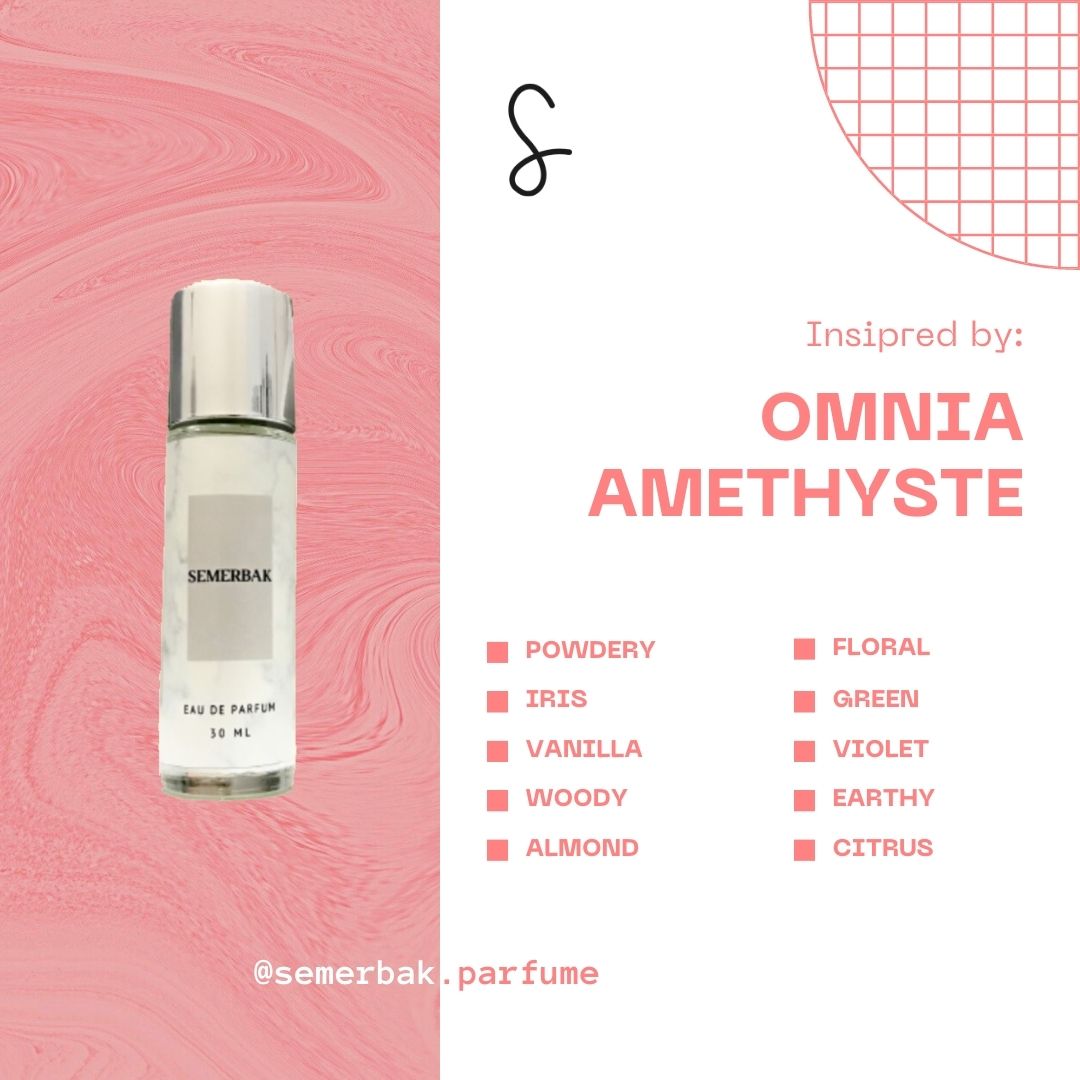 S
Insipred by:
OMNIA
AMETHYSTE
SEMERBAK
EAU DE PARFUM
30 ML
POWDERY
IRIS
VANILLA
WOODY
ALMOND
FLORAL
GREEN
VIOLET
EARTHY
CITRUS
@semerbak.parfume